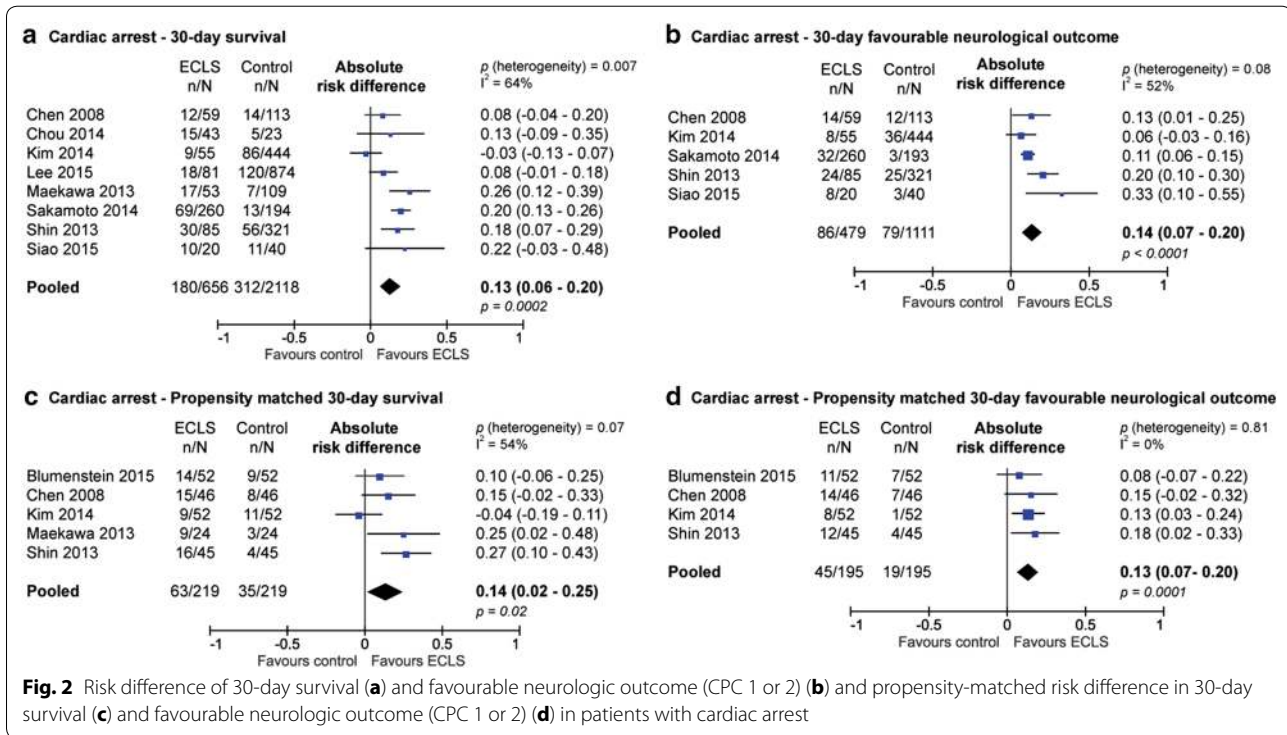 a Cardiac arrest - 30-day survival
ECLS Control Absolute p (heterogeneity) = 0.007
n/N n/N risk difference I² = 64%
Chen 2008 12/59 14/113 0.08 (-0.04 - 0.20)
Chou 2014 15/43 5/23 0.13 (-0.09 - 0.35)
Kim 2014 9/55 86/444 -0.03 (-0.13 - 0.07)
Lee 2015 18/81 120/874 0.08 (-0.01 - 0.18)
Maekawa 2013 17/53 7/109 0.26 (0.12 - 0.39)
Sakamoto 2014 69/260 13/194 0.20 (0.13 - 0.26)
Shin 2013 30/85 56/321 0.18 (0.07 - 0.29)
Siao 2015 10/20 11/40 0.22 (-0.03 - 0.48)
Pooled 180/656 312/2118 0.13 (0.06 - 0.20)
p = 0.0002
-1 -0.5 0 0.5 1
Favours control Favours ECLS
b Cardiac arrest - 30-day favourable neurological outcome
ECLS Control Absolute p (heterogeneity) = 0.08
n/N n/N risk difference I² = 52%
Chen 2008 14/59 12/113 0.13 (0.01 - 0.25)
Kim 2014 8/55 36/444 0.06 (-0.03 - 0.16)
Sakamoto 2014 32/260 3/193 0.11 (0.06 - 0.15)
Shin 2013 24/85 25/321 0.20 (0.10 - 0.30)
Siao 2015 8/20 3/40 0.33 (0.10 - 0.55)
Pooled 86/479 79/1111 0.14 (0.07 - 0.20)
p < 0.0001
-1 -0.5 0 0.5 1
Favours control Favours ECLS
c Cardiac arrest - Propensity matched 30-day survival
ECLS Control Absolute p (heterogeneity) = 0.07
n/N n/N risk difference I² = 54%
Blumenstein 2015 14/52 9/52 0.10 (-0.06 - 0.25)
Chen 2008 15/46 8/46 0.15 (-0.02 - 0.33)
Kim 2014 9/52 11/52 -0.04 (-0.19 - 0.11)
Maekawa 2013 9/24 3/24 0.25 (0.02 - 0.48)
Shin 2013 16/45 4/45 0.27 (0.10 - 0.43)
Pooled 63/219 35/219 0.14 (0.02 - 0.25)
p = 0.02
-1 -0.5 0 0.5 1
Favours control Favours ECLS
d Cardiac arrest - Propensity matched 30-day favourable neurological outcome
ECLS Control Absolute p (heterogeneity) = 0.81
n/N n/N risk difference I² = 0%
Blumenstein 2015 11/52 7/52 0.08 (-0.07 - 0.22)
Chen 2008 14/46 7/46 0.15 (-0.02 - 0.32)
Kim 2014 8/52 1/52 0.13 (0.03 - 0.24)
Shin 2013 12/45 4/45 0.18 (0.02 - 0.33)
Pooled 45/195 19/195 0.13 (0.07- 0.20)
p = 0.0001
-1 -0.5 0 0.5 1
Favours control Favours ECLS
Fig. 2 Risk difference of 30-day survival (a) and favourable neurologic outcome (CPC 1 or 2) (b) and propensity-matched risk difference in 30-day
survival (c) and favourable neurologic outcome (CPC 1 or 2) (d) in patients with cardiac arrest